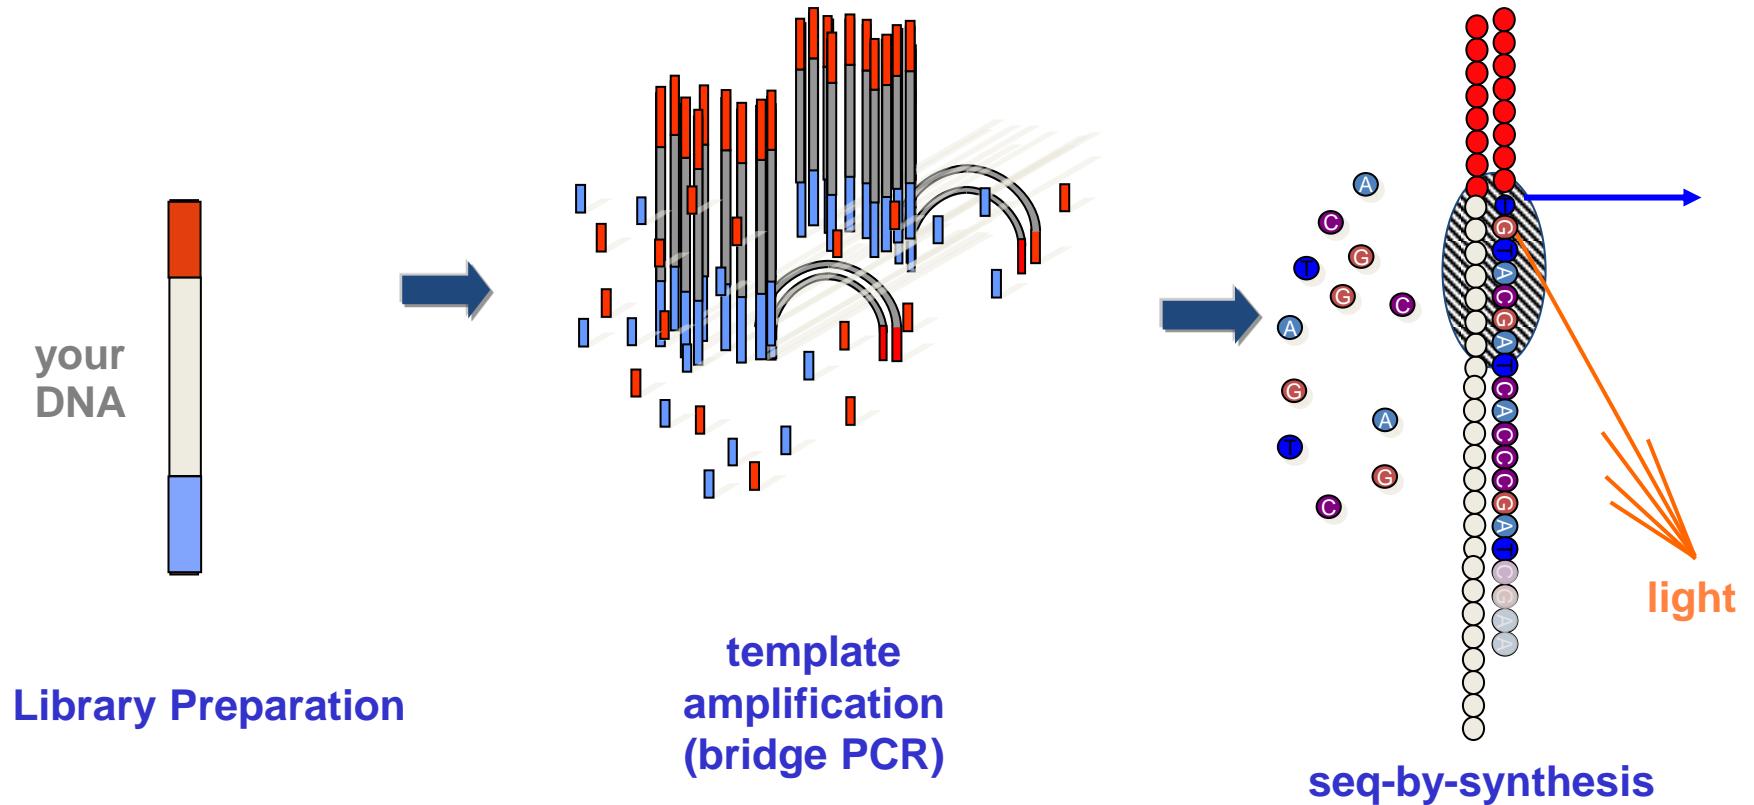 your
DNA
Library Preparation
template
amplification
(bridge PCR)
A
C
G
T
G
C
A
G
A
T
G
C
T
G
T
A
C
G
A
T
C
A
C
C
C
G
A
T
C
G
A
A
light
seq-by-synthesis